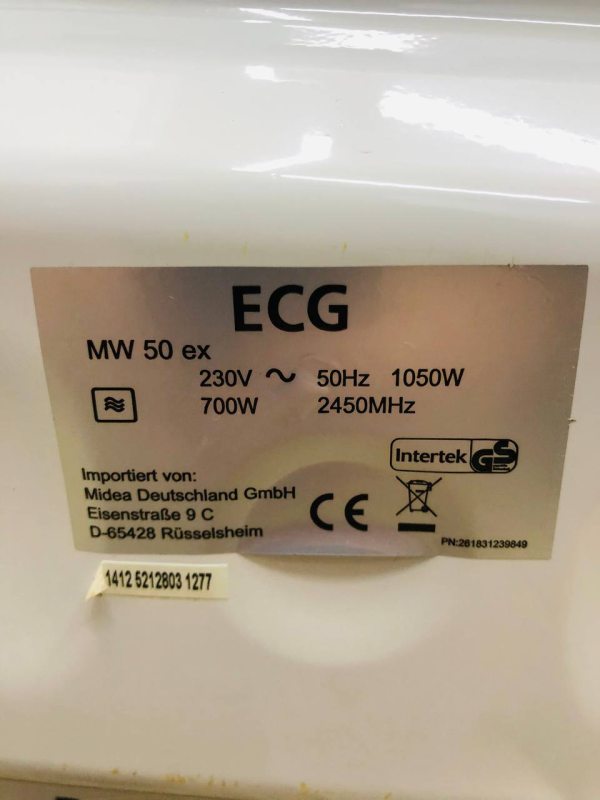 ECG
MW 50 ex
230V ~ 50Hz 1050W
700W 2450MHz
Intertek GS
Importiert von:
Midea Deutschland GmbH
Eisenstraße 9 C
D-65428 Rüsselsheim
CE
PN:261831239849
1412 5212803 1277